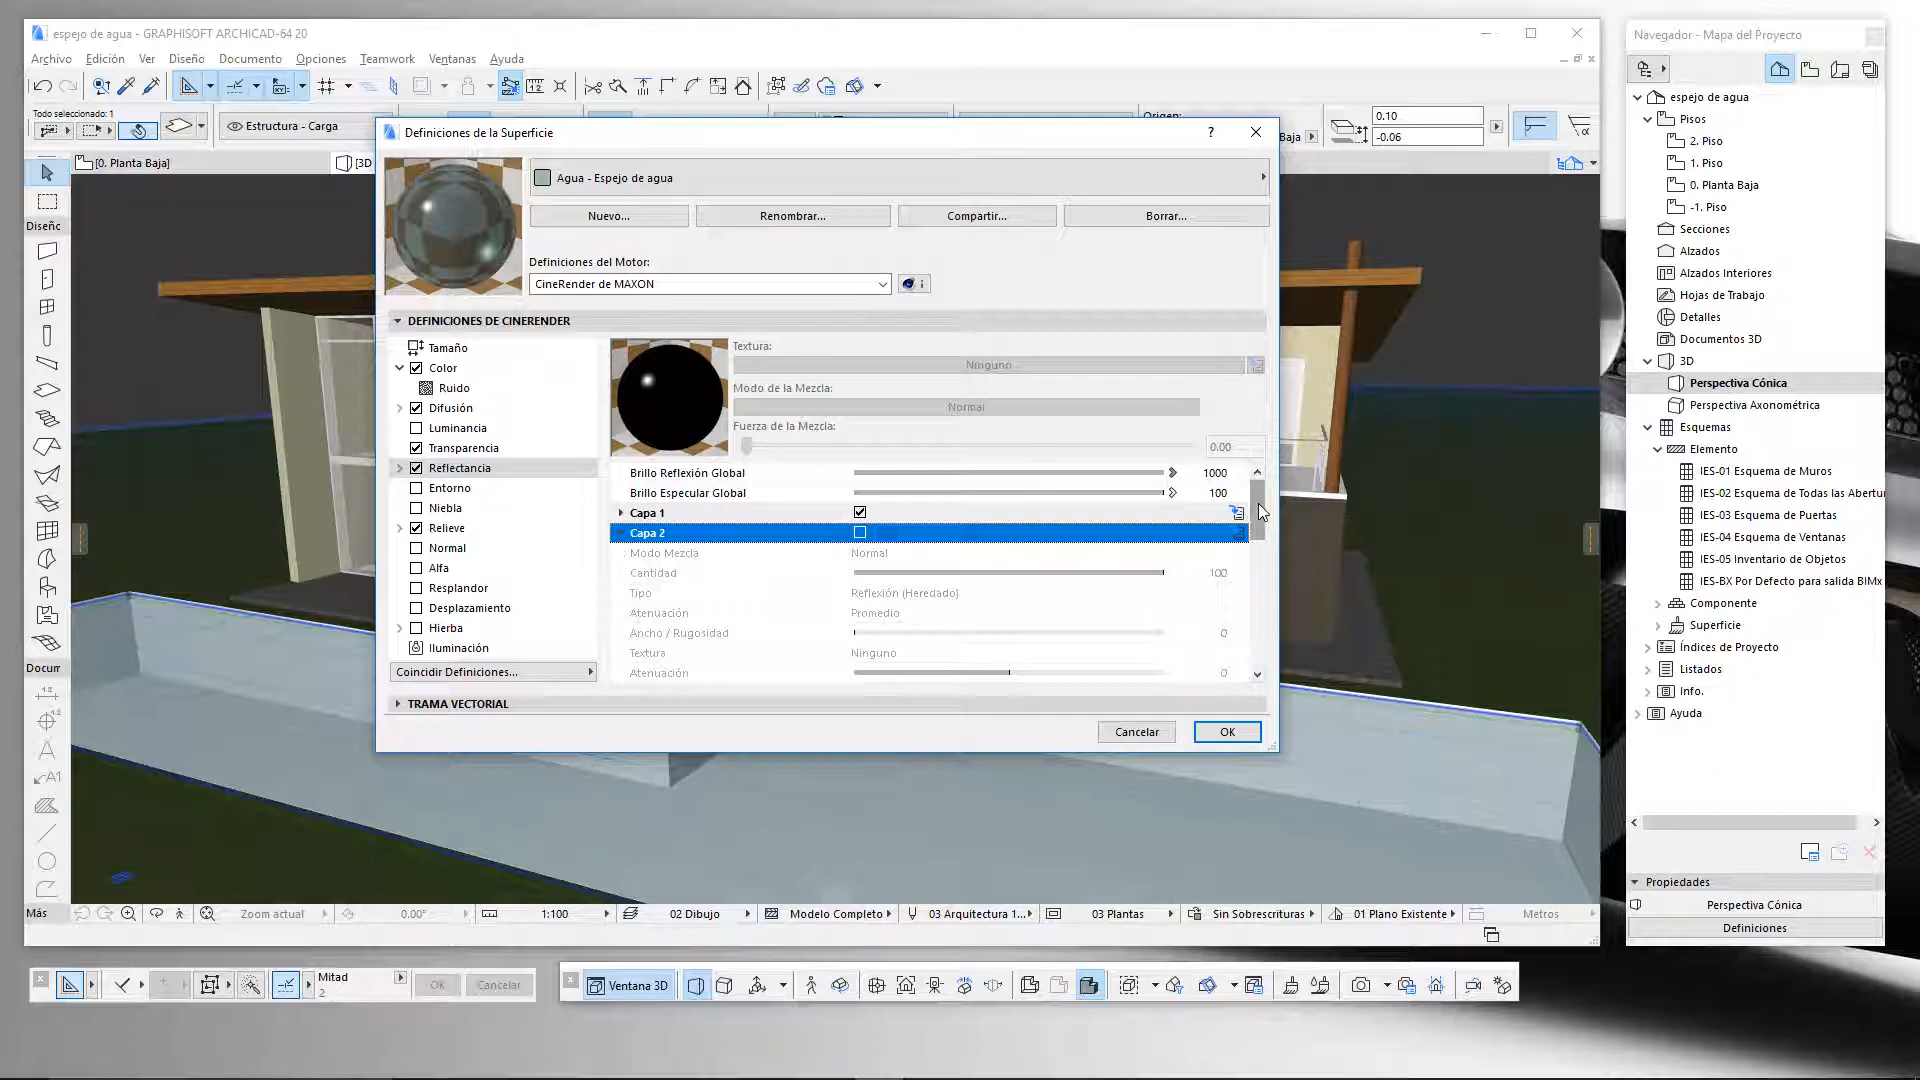 espejo de agua - GRAPHISOFT ARCHICAD-64 20
Archivo Edición Ver Diseño Documento Opciones Teamwork Ventanas Ayuda
Todo seleccionado: 1
Estructura - Carga
Origen:
Baja
0.10
-0.06
[0. Planta Baja]
[3D
Diseñc
Docum
Más
Definiciones de la Superficie
?
Agua - Espejo de agua
Nuevo... Renombrar... Compartir... Borrar...
Definiciones del Motor:
CineRender de MAXON
i
DEFINICIONES DE CINERENDER
Tamaño
Color
Ruido
Difusión
Luminancia
Transparencia
Reflectancia
Entorno
Niebla
Relieve
Normal
Alfa
Resplandor
Desplazamiento
Hierba
Iluminación
Coincidir Definiciones...
Textura:
Ninguno
Modo de la Mezcla:
Normal
Fuerza de la Mezcla:
0.00
Brillo Reflexión Global 1000
Brillo Especular Global 100
Capa 1
Capa 2
Modo Mezcla Normal
Cantidad 100
Tipo Reflexión (Heredado)
Atenuación Promedio
Ancho / Rugosidad 0
Textura Ninguno
Atenuación 0
TRAMA VECTORIAL
Cancelar OK
Zoom actual 0.00° 1:100 02 Dibujo Modelo Completo 03 Arquitectura 1... 03 Plantas Sin Sobrescrituras 01 Plano Existente Metros
Mitad
2
OK Cancelar
Ventana 3D
Navegador - Mapa del Proyecto
espejo de agua
Pisos
2. Piso
1. Piso
0. Planta Baja
-1. Piso
Secciones
Alzados
Alzados Interiores
Hojas de Trabajo
Detalles
Documentos 3D
3D
Perspectiva Cónica
Perspectiva Axonométrica
Esquemas
Elemento
IES-01 Esquema de Muros
IES-02 Esquema de Todas las Abertu
IES-03 Esquema de Puertas
IES-04 Esquema de Ventanas
IES-05 Inventario de Objetos
IES-BX Por Defecto para salida BIMx
Componente
Superficie
Índices de Proyecto
Listados
Info.
Ayuda
Propiedades
Perspectiva Cónica
Definiciones